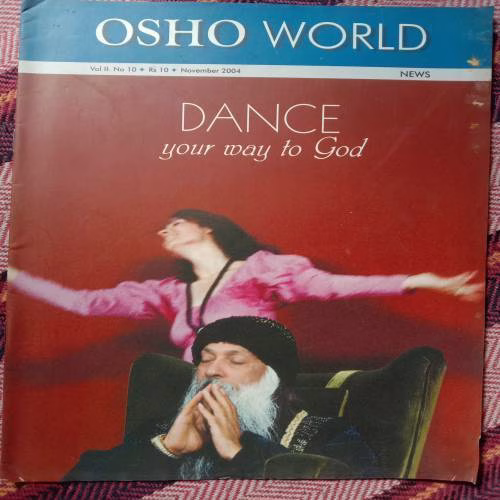 OSHO WORLD
Vol II No 10 ✦ Rs 10 ✦ November 2004
NEWS
DANCE
your way to God